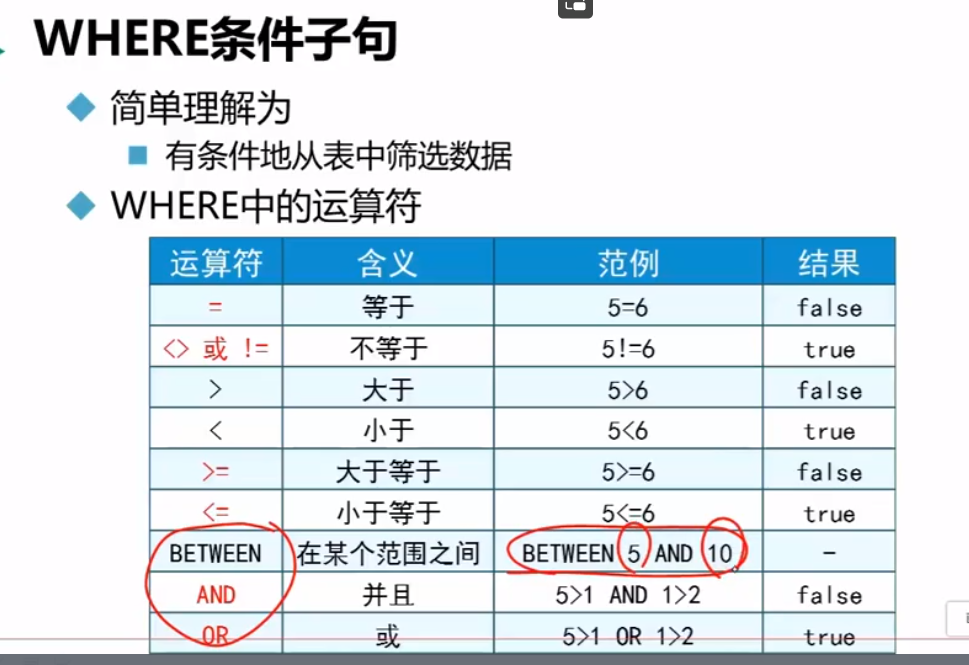 WHERE条件子句
简单理解为
有条件地从表中筛选数据
WHERE中的运算符
运算符 含义 范例 结果
= 等于 5=6 false
<> 或 != 不等于 5!=6 true
> 大于 5>6 false
< 小于 5<6 true
>= 大于等于 5>=6 false
<= 小于等于 5<=6 true
BETWEEN 在某个范围之间 BETWEEN 5 AND 10 -
AND 并且 5>1 AND 1>2 false
OR 或 5>1 OR 1>2 true